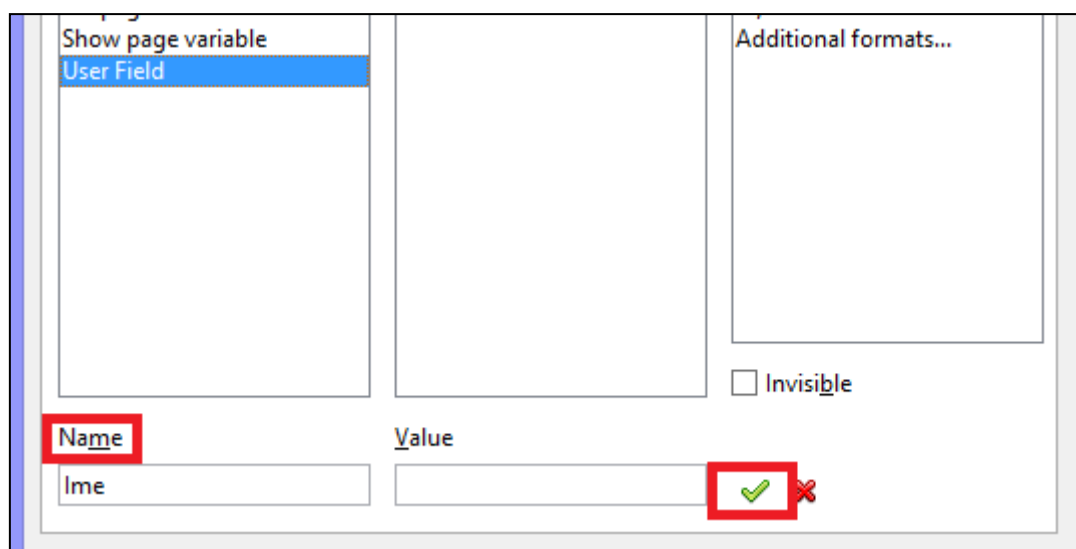 Show page variable
User Field
Additional formats...
Invisible
Name
Value
Ime